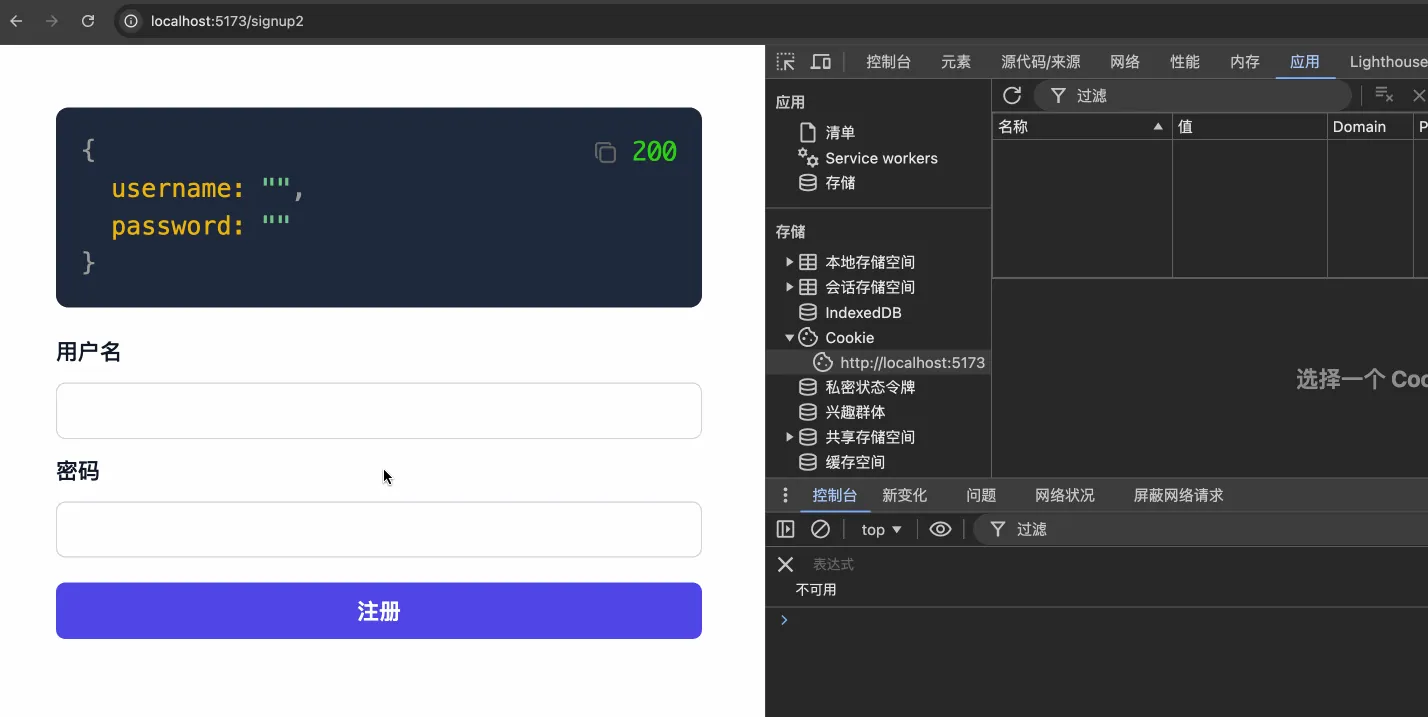 localhost:5173/signup2
{
200
username: "",
password: ""
}
用户名
密码
注册
控制台 元素 源代码/来源 网络 性能 内存 应用 Lighthouse
应用
清单
Service workers
存储
存储
本地存储空间
会话存储空间
IndexedDB
Cookie
http://localhost:5173
私密状态令牌
兴趣群体
共享存储空间
缓存空间
过滤
名称 值 Domain P
选择一个 Coo
控制台 新变化 问题 网络状况 屏蔽网络请求
top 过滤
表达式
不可用